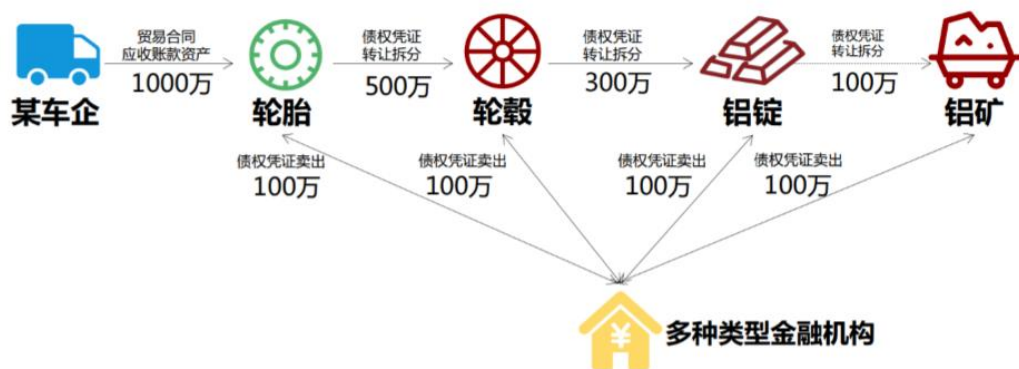 贸易合同
应收账款资产
1000万
债权凭证
转让拆分
500万
债权凭证
转让拆分
300万
债权凭证
转让拆分
100万
某车企
轮胎
轮毂
铝锭
铝矿
债权凭证卖出
100万
债权凭证卖出
100万
债权凭证卖出
100万
债权凭证卖出
100万
¥
多种类型金融机构